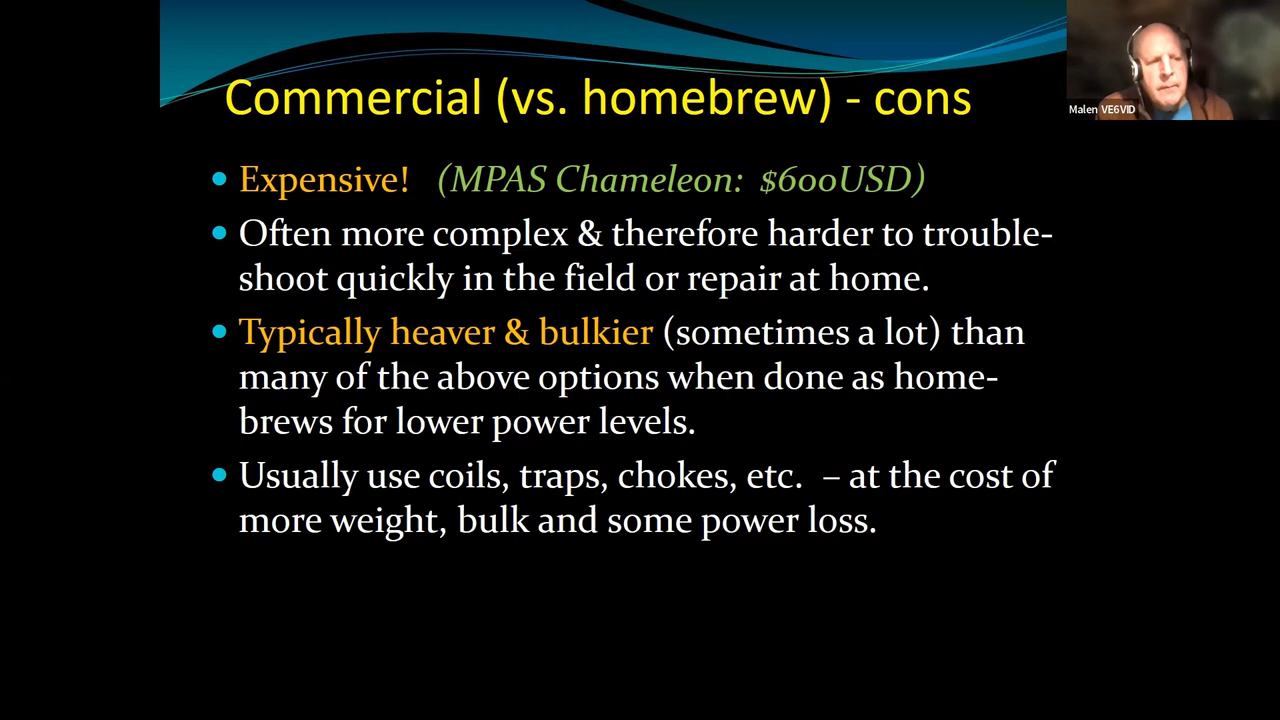 Commercial (vs. homebrew) - cons
Malen VE6VID
• Expensive! (MPAS Chameleon: $600USD)
• Often more complex & therefore harder to trouble-
shoot quickly in the field or repair at home.
• Typically heaver & bulkier (sometimes a lot) than
many of the above options when done as home-
brews for lower power levels.
• Usually use coils, traps, chokes, etc. – at the cost of
more weight, bulk and some power loss.